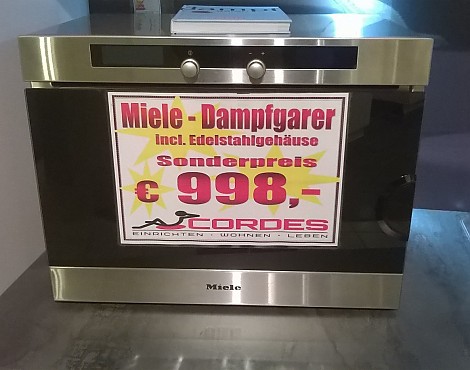 Miele - Dampfgarer
incl. Edelstahlgehäuse
Sonderpreis
€ 998,-
CORDES
EINRICHTEN - WOHNEN - LEBEN
Miele